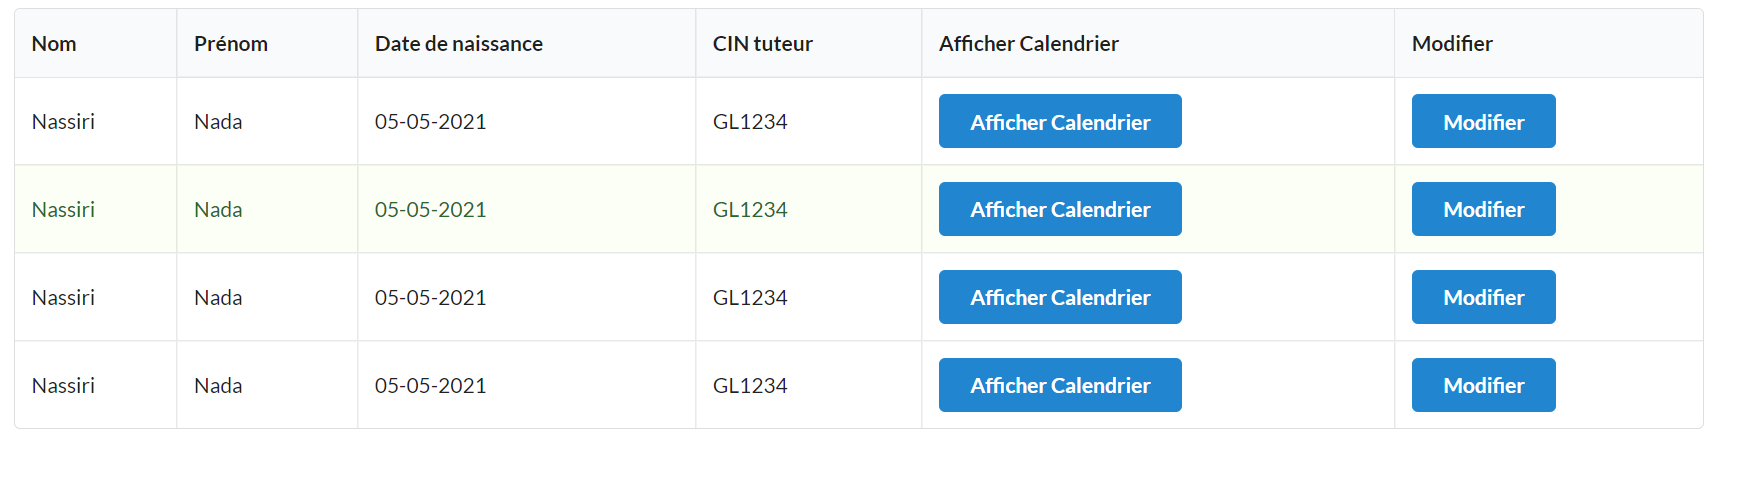 Nom Prénom Date de naissance CIN tuteur Afficher Calendrier Modifier
Nassiri Nada 05-05-2021 GL1234 Afficher Calendrier Modifier
Nassiri Nada 05-05-2021 GL1234 Afficher Calendrier Modifier
Nassiri Nada 05-05-2021 GL1234 Afficher Calendrier Modifier
Nassiri Nada 05-05-2021 GL1234 Afficher Calendrier Modifier